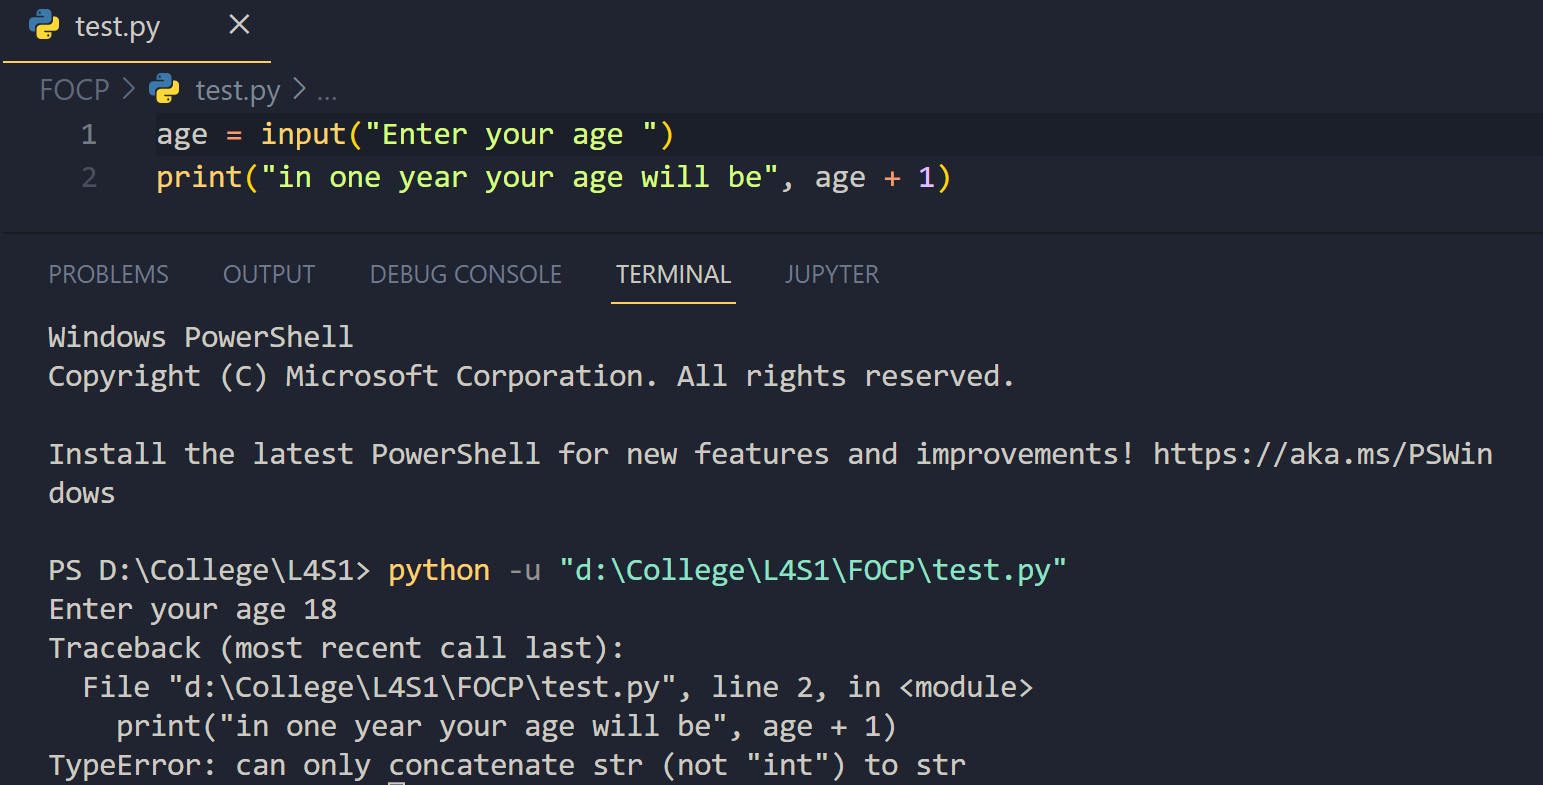 test.py
FOCP > test.py > ...
1 age = input("Enter your age ")
2 print("in one year your age will be", age + 1)
PROBLEMS OUTPUT DEBUG CONSOLE TERMINAL JUPYTER
Windows PowerShell
Copyright (C) Microsoft Corporation. All rights reserved.
Install the latest PowerShell for new features and improvements! https://aka.ms/PSWin
dows
PS D:\College\L4S1> python -u "d:\College\L4S1\FOCP\test.py"
Enter your age 18
Traceback (most recent call last):
  File "d:\College\L4S1\FOCP\test.py", line 2, in <module>
    print("in one year your age will be", age + 1)
TypeError: can only concatenate str (not "int") to str